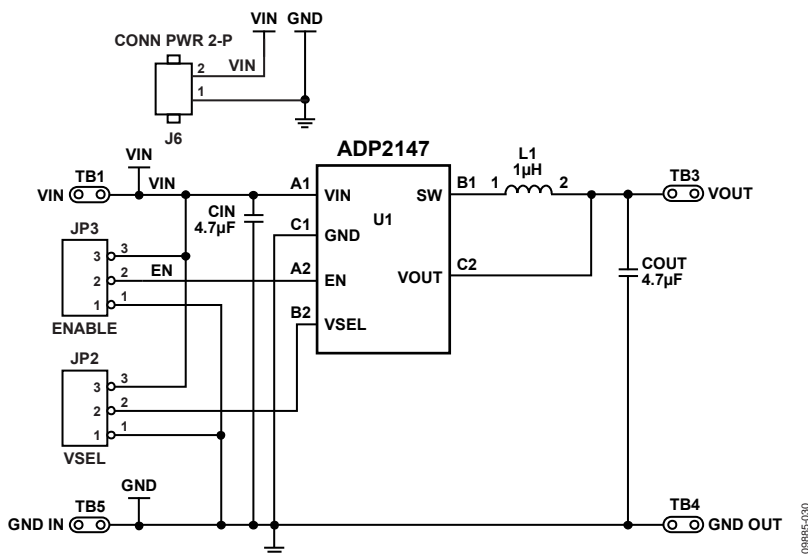 VIN GND
CONN PWR 2-P
2 VIN
1
J6
ADP2147
VIN
TB1
VIN
VIN
A1
VIN
SW
B1
1
L1
1µH
2
TB3
VOUT
U1
CIN
4.7µF
C1
GND
JP3
3 3
2 2
EN
A2
EN
1 1
ENABLE
VOUT
C2
COUT
4.7µF
B2
VSEL
JP2
3 3
2 2
1 1
VSEL
GND
TB5
GND IN
TB4
GND OUT
09885-030